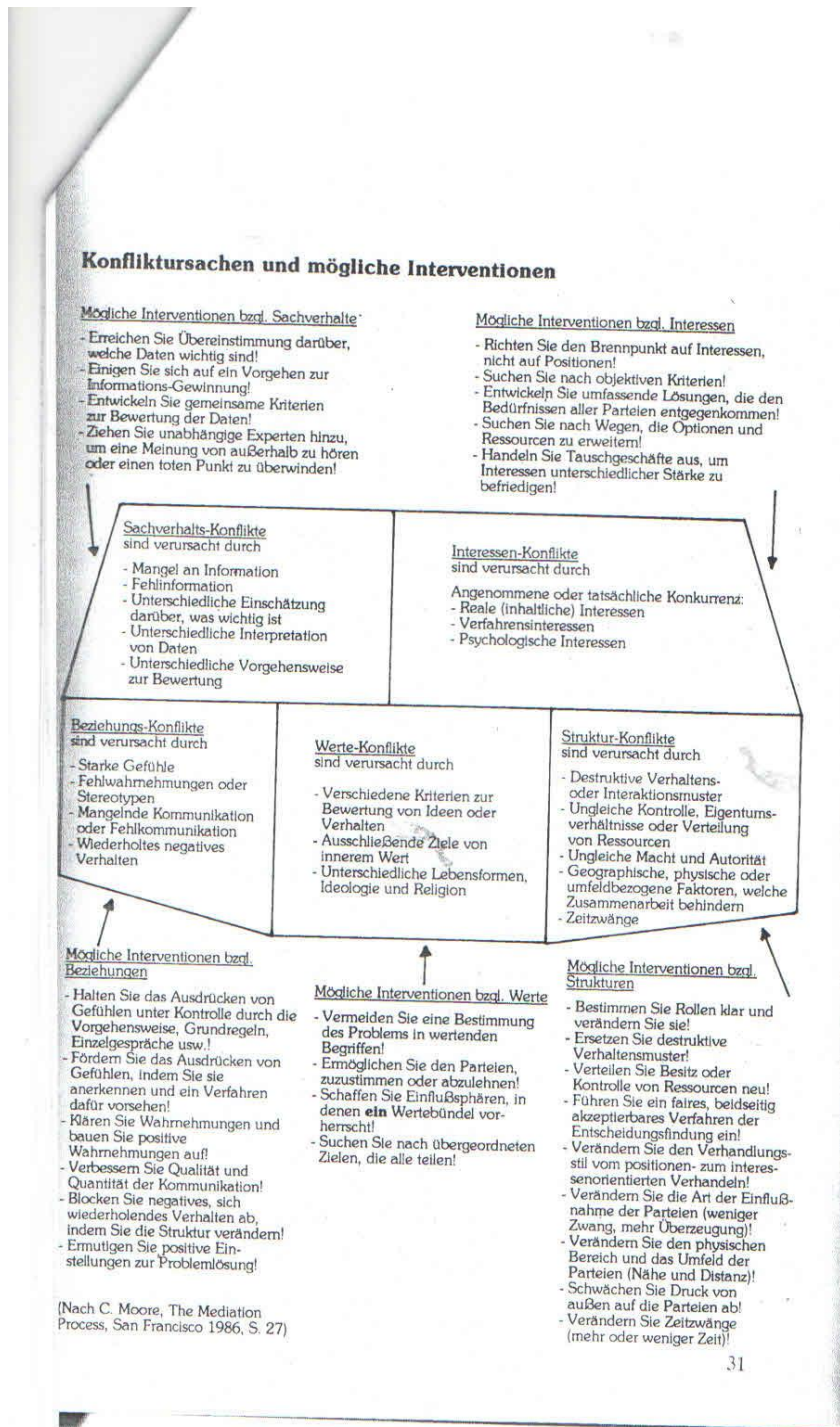 Konfliktursachen und mögliche Interventionen
Mögliche Interventionen bzgl. Sachverhalte
- Erreichen Sie Übereinstimmung darüber,
welche Daten wichtig sind!
- Einigen Sie sich auf ein Vorgehen zur
Informations-Gewinnung!
- Entwickeln Sie gemeinsame Kriterien
zur Bewertung der Daten!
- Ziehen Sie unabhängige Experten hinzu,
um eine Meinung von außerhalb zu hören
oder einen toten Punkt zu überwinden!
Mögliche Interventionen bzgl. Interessen
- Richten Sie den Brennpunkt auf Interessen,
nicht auf Positionen!
- Suchen Sie nach objektiven Kriterien!
- Entwickeln Sie umfassende Lösungen, die den
Bedürfnissen aller Parteien entgegenkommen!
- Suchen Sie nach Wegen, die Optionen und
Ressourcen zu erweitern!
- Handeln Sie Tauschgeschäfte aus, um
Interessen unterschiedlicher Stärke zu
befriedigen!
Sachverhalts-Konflikte
sind verursacht durch
- Mangel an Information
- Fehlinformation
- Unterschiedliche Einschätzung
darüber, was wichtig ist
- Unterschiedliche Interpretation
von Daten
- Unterschiedliche Vorgehensweise
zur Bewertung
Interessen-Konflikte
sind verursacht durch
Angenommene oder tatsächliche Konkurrenz:
- Reale (inhaltliche) Interessen
- Verfahrensinteressen
- Psychologische Interessen
Beziehungs-Konflikte
sind verursacht durch
- Starke Gefühle
- Fehlwahrnehmungen oder
Stereotypen
- Mangelnde Kommunikation
oder Fehlkommunikation
- Wiederholtes negatives
Verhalten
Werte-Konflikte
sind verursacht durch
- Verschiedene Kriterien zur
Bewertung von Ideen oder
Verhalten
- Ausschließende Ziele von
innerem Wert
- Unterschiedliche Lebensformen,
Ideologie und Religion
Struktur-Konflikte
sind verursacht durch
- Destruktive Verhaltens-
oder Interaktionsmuster
- Ungleiche Kontrolle, Eigentums-
verhältnisse oder Verteilung
von Ressourcen
- Ungleiche Macht und Autorität
- Geographische, physische oder
umfeldbezogene Faktoren, welche
Zusammenarbeit behindern
- Zeitzwänge
Mögliche Interventionen bzgl.
Beziehungen
- Halten Sie das Ausdrücken von
Gefühlen unter Kontrolle durch die
Vorgehensweise, Grundregeln,
Einzelgespräche usw.!
- Fördern Sie das Ausdrücken von
Gefühlen, indem Sie sie
anerkennen und ein Verfahren
dafür vorsehen!
- Klären Sie Wahrnehmungen und
bauen Sie positive
Wahrnehmungen auf!
- Verbessern Sie Qualität und
Quantität der Kommunikation!
- Blocken Sie negatives, sich
wiederholendes Verhalten ab,
indem Sie die Struktur verändern!
- Ermutigen Sie positive Ein-
stellungen zur Problemlösung!
(Nach C. Moore, The Mediation
Process, San Francisco 1986, S. 27)
Mögliche Interventionen bzgl. Werte
- Vermeiden Sie eine Bestimmung
des Problems in wertenden
Begriffen!
- Ermöglichen Sie den Parteien,
zuzustimmen oder abzulehnen!
- Schaffen Sie Einflußsphären, in
denen ein Wertebündel vor-
herrscht!
- Suchen Sie nach übergeordneten
Zielen, die alle teilen!
Mögliche Interventionen bzgl.
Strukturen
- Bestimmen Sie Rollen klar und
verändern Sie sie!
- Ersetzen Sie destruktive
Verhaltensmuster!
- Verteilen Sie Besitz oder
Kontrolle von Ressourcen neu!
- Führen Sie ein faires, beidseitig
akzeptierbares Verfahren der
Entscheidungsfindung ein!
- Verändern Sie den Verhandlungs-
stil vom positionen- zum interes-
senorientierten Verhandeln!
- Verändern Sie die Art der Einfluß-
nahme der Parteien (weniger
Zwang, mehr Überzeugung)!
- Verändern Sie den physischen
Bereich und das Umfeld der
Parteien (Nähe und Distanz)!
- Schwächen Sie Druck von
außen auf die Parteien ab!
- Verändern Sie Zeitzwänge
(mehr oder weniger Zeit)!
31